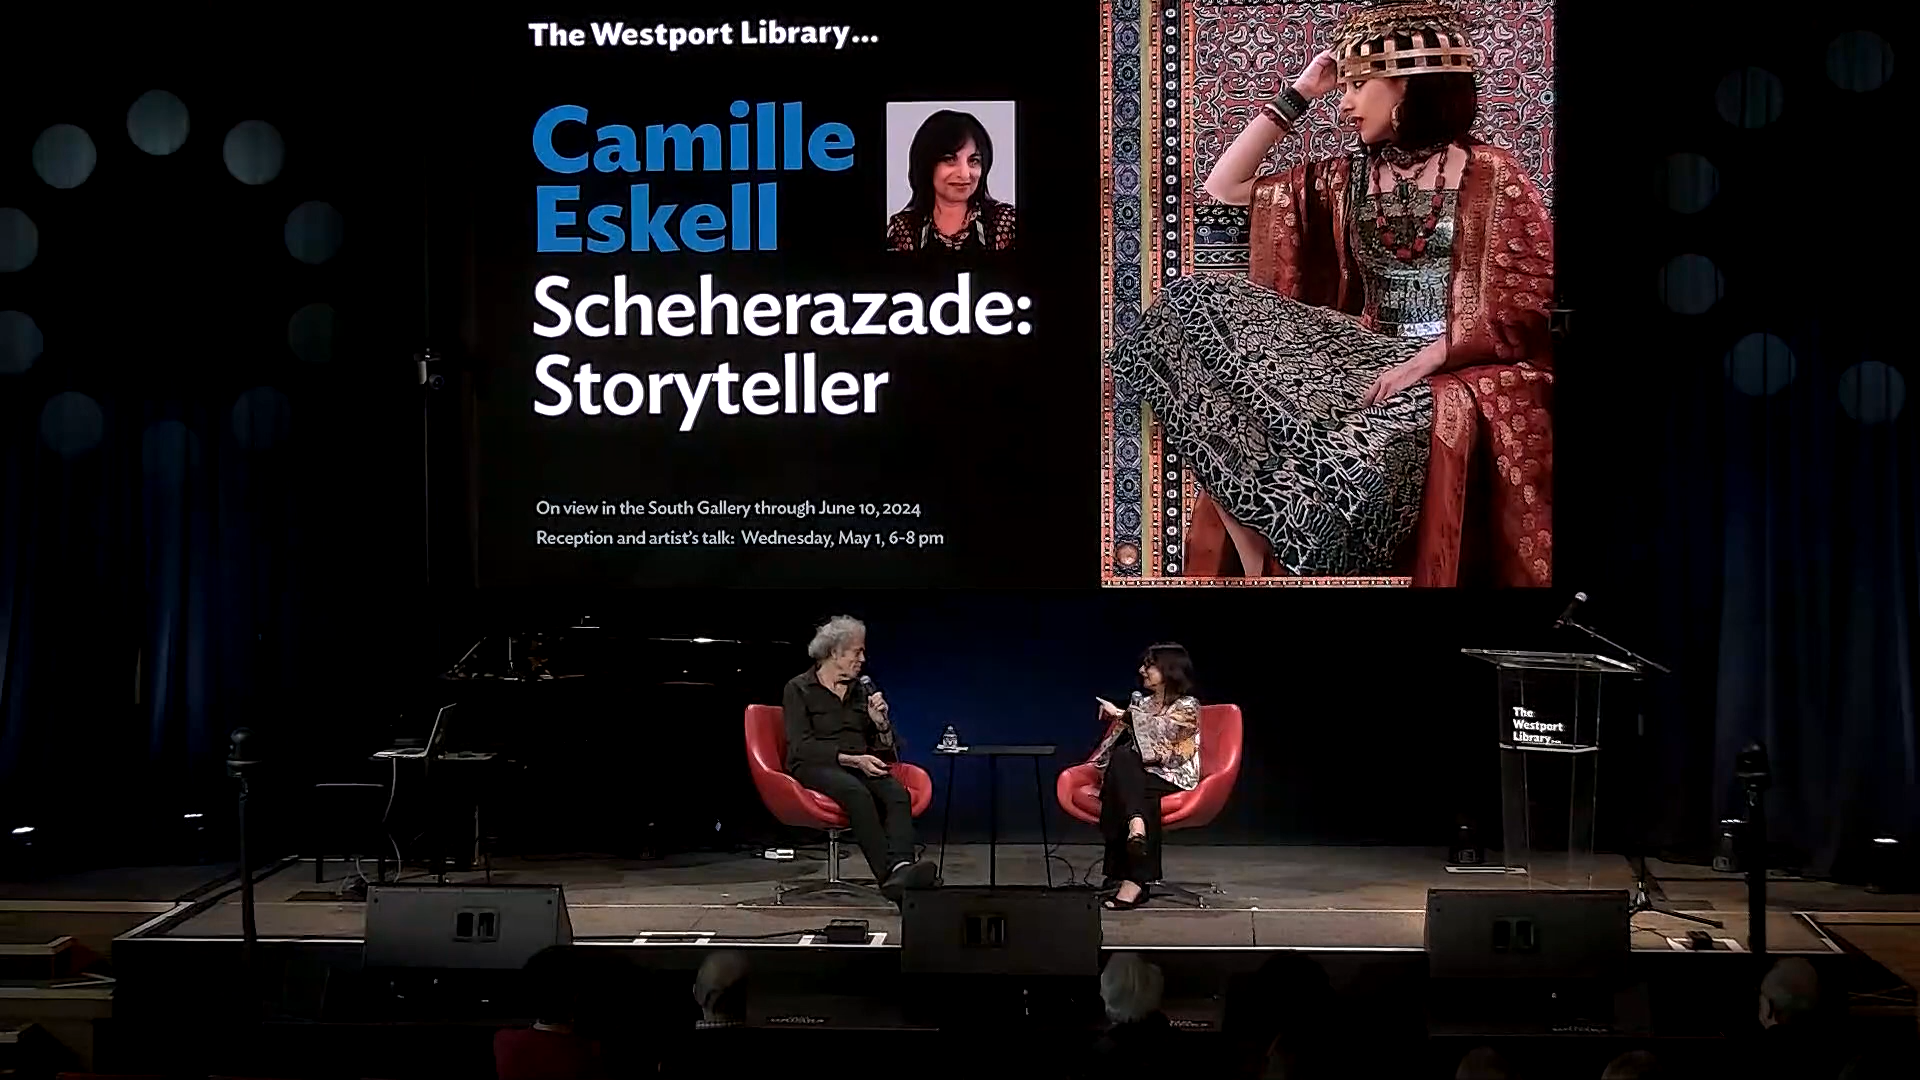 The Westport Library...
Camille
Eskell
Scheherazade:
Storyteller
On view in the South Gallery through June 10, 2024
Reception and artist's talk: Wednesday, May 1, 6-8 pm
The
Westport
Library...